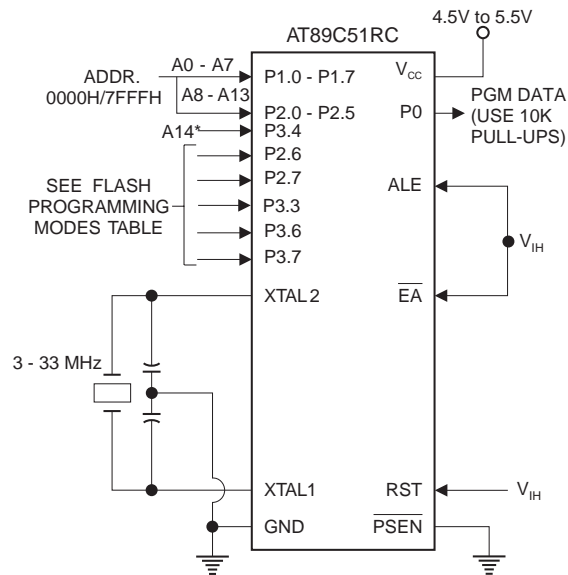 4.5V to 5.5V
AT89C51RC
ADDR.
0000H/7FFFH
A0 - A7
P1.0 - P1.7
VCC
A8 - A13
P2.0 - P2.5
P0
PGM DATA
(USE 10K
PULL-UPS)
A14*
P3.4
P2.6
P2.7
P3.3
P3.6
P3.7
SEE FLASH
PROGRAMMING
MODES TABLE
ALE
VIH
EA
XTAL2
3 - 33 MHz
XTAL1
RST
VIH
GND
PSEN